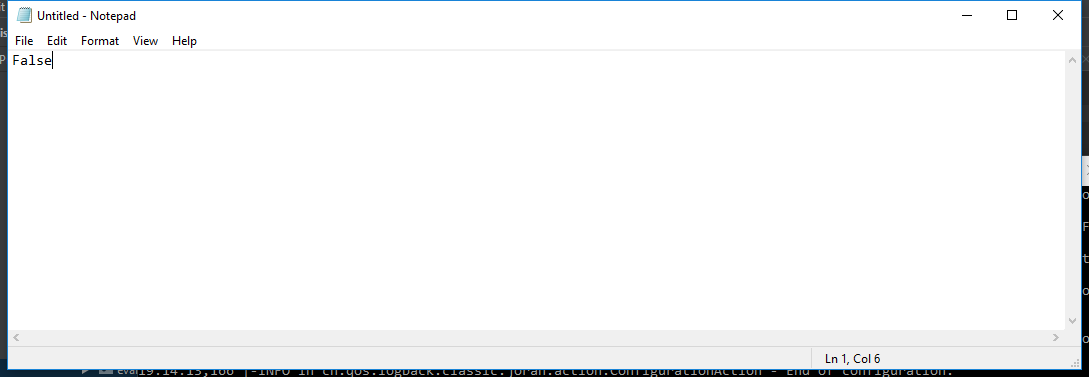 Untitled - Notepad
File Edit Format View Help
False
Ln 1, Col 6
19:14:13,166 |-INFO in ch.qos.logback.classic.joran.action.ConfigurationAction - End of configuration.